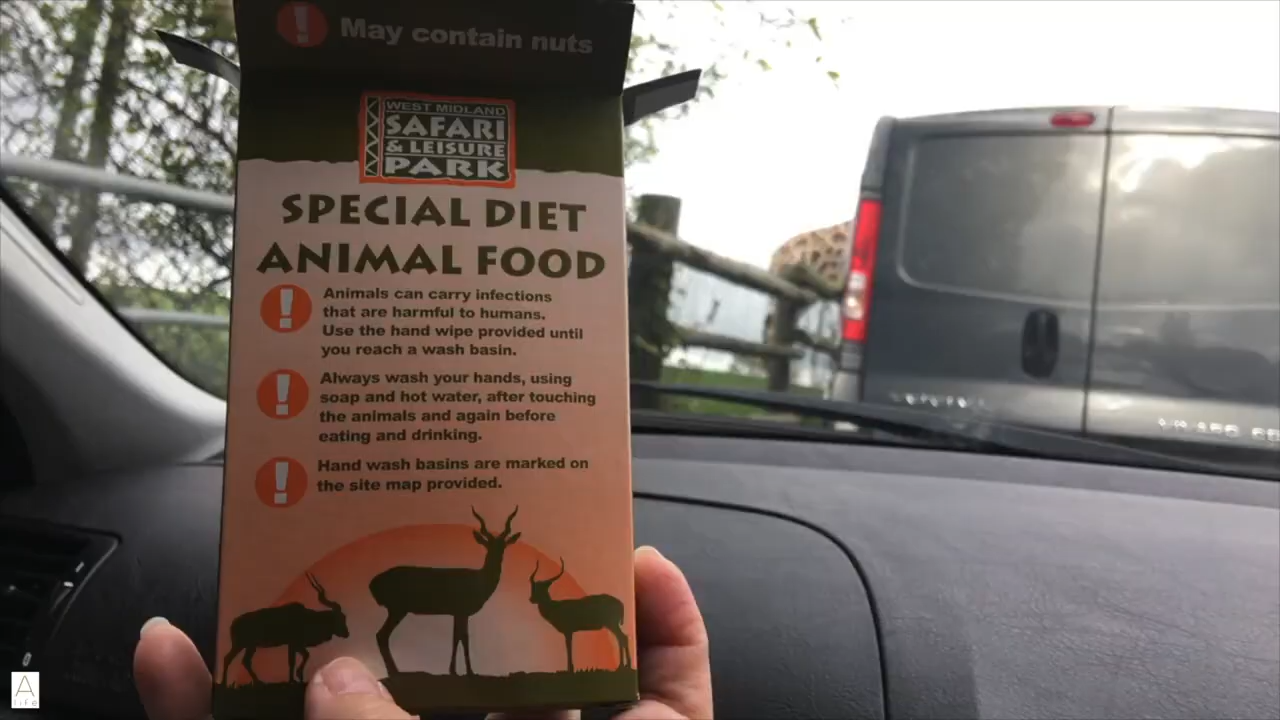 May contain nuts
WEST MIDLAND
SAFARI
& LEISURE
PARK
SPECIAL DIET
ANIMAL FOOD
Animals can carry infections
that are harmful to humans.
Use the hand wipe provided until
you reach a wash basin.
Always wash your hands, using
soap and hot water, after touching
the animals and again before
eating and drinking.
Hand wash basins are marked on
the site map provided.
A
life